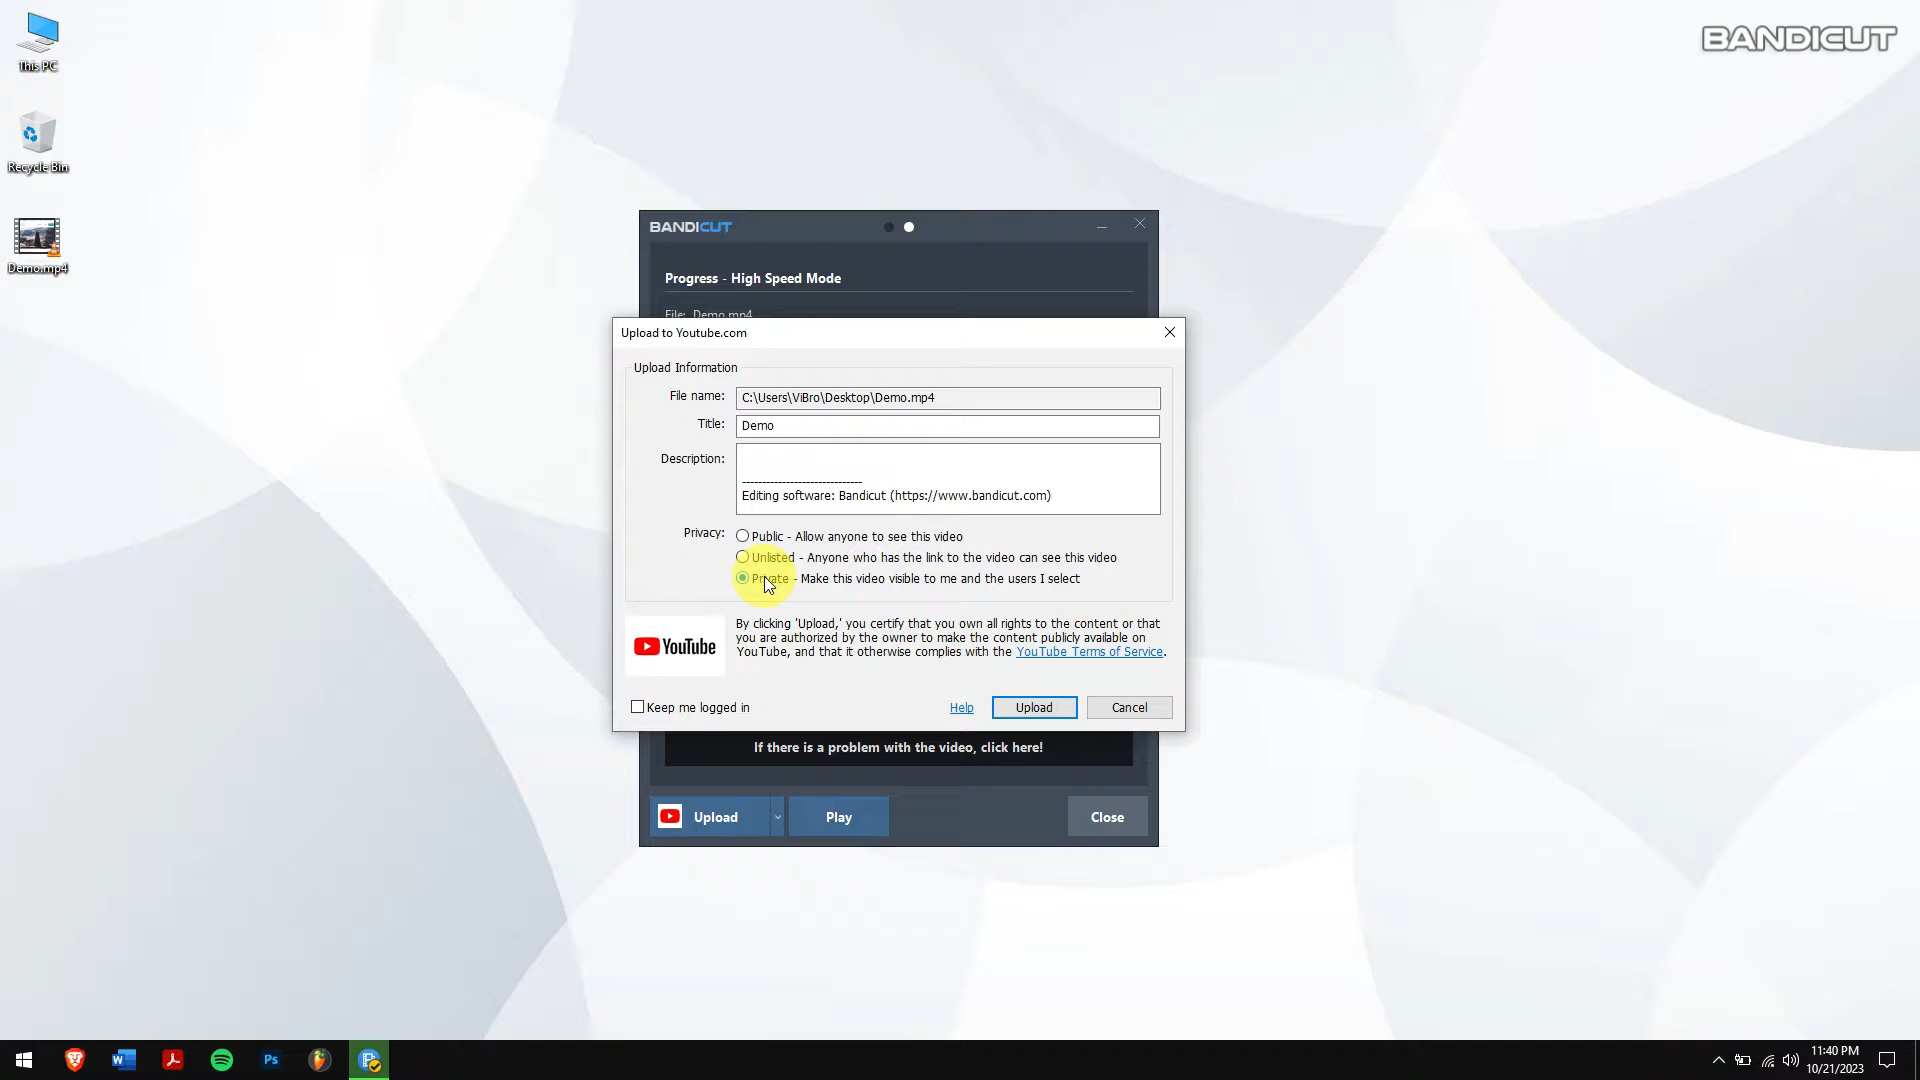 BANDICUT
This PC
Recycle Bin
Demo.mp4
BANDICUT
Progress - High Speed Mode
File: Demo.mp4
Upload to Youtube.com
Upload Information
File name: C:\Users\ViBro\Desktop\Demo.mp4
Title: Demo
Description:
------------------------------
Editing software: Bandicut (https://www.bandicut.com)
Privacy: Public - Allow anyone to see this video
Unlisted - Anyone who has the link to the video can see this video
Private - Make this video visible to me and the users I select
YouTube
By clicking 'Upload,' you certify that you own all rights to the content or that
you are authorized by the owner to make the content publicly available on
YouTube, and that it otherwise complies with the YouTube Terms of Service.
Keep me logged in Help Upload Cancel
If there is a problem with the video, click here!
Upload Play Close
W
Ps
11:40 PM
10/21/2023